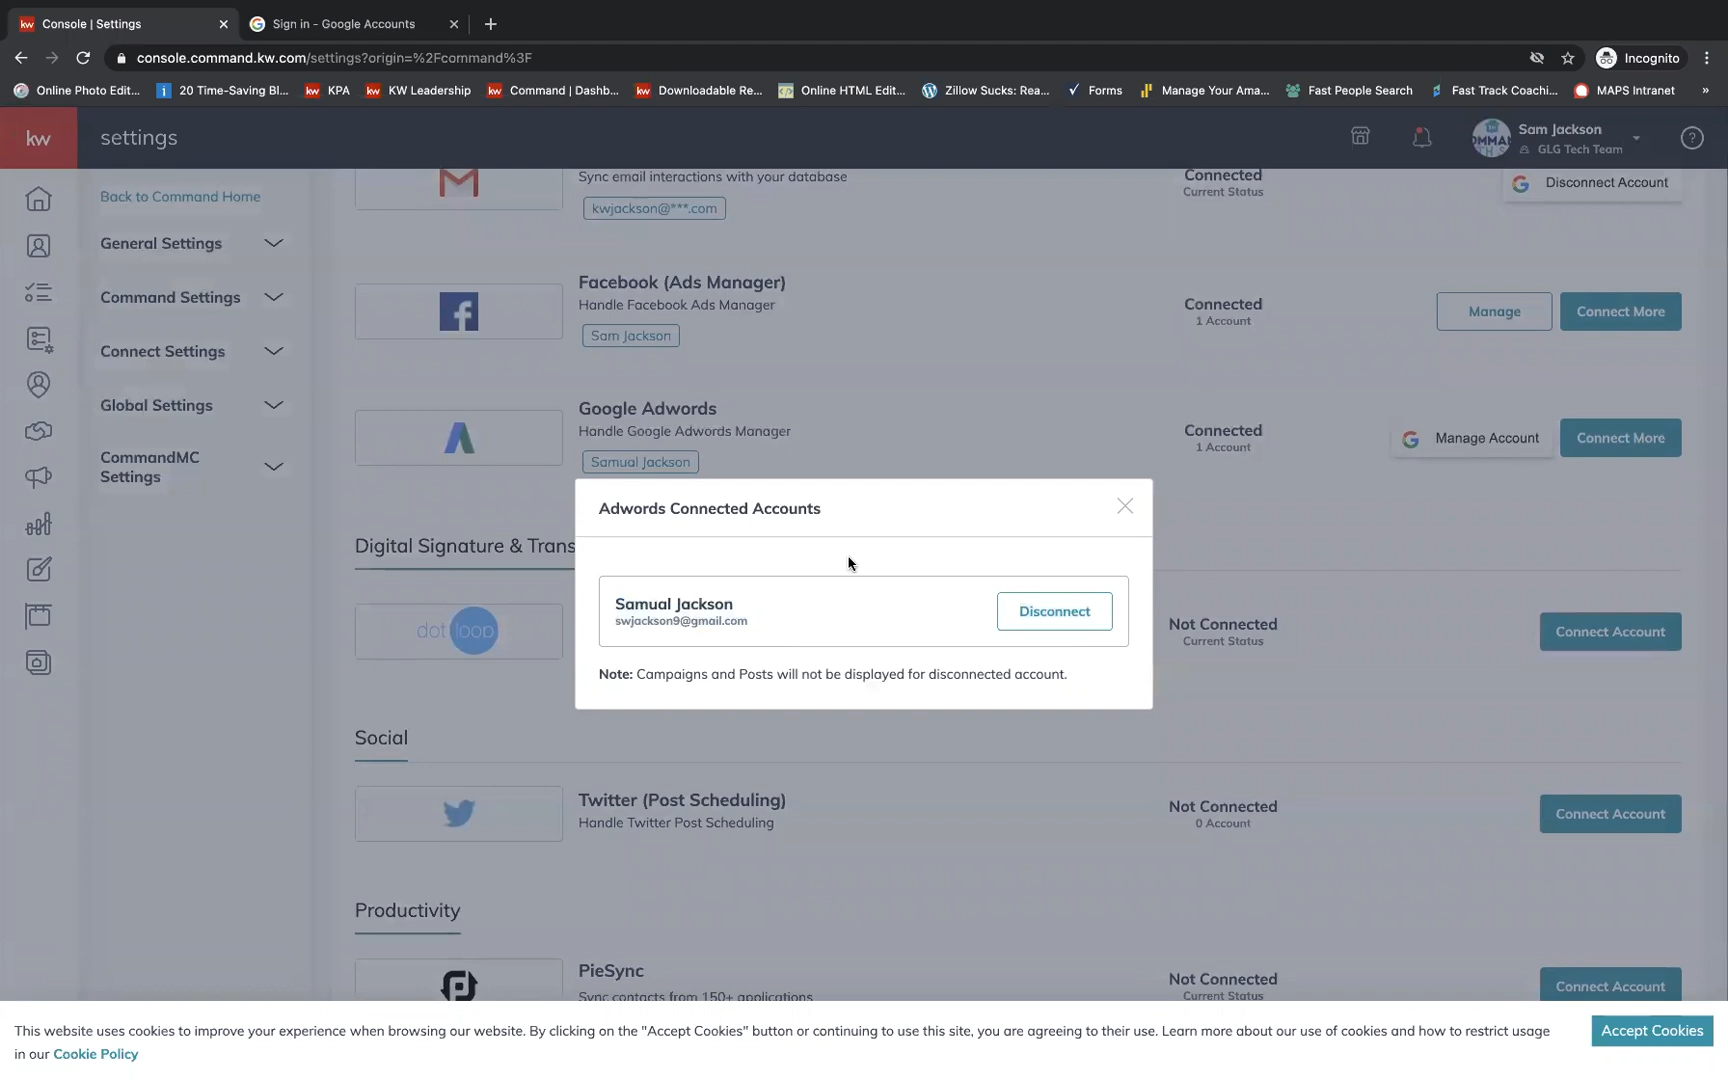 Console | Settings
Sign in - Google Accounts
console.command.kw.com/settings?origin=%2Fcommand%3F
Incognito
Online Photo Edit...
20 Time-Saving Bl...
KPA
KW Leadership
Command | Dashb...
Downloadable Re...
Online HTML Edit...
Zillow Sucks: Rea...
Forms
Manage Your Ama...
Fast People Search
Fast Track Coachi...
MAPS Intranet
»
kw
settings
Sam Jackson
GLG Tech Team
Back to Command Home
General Settings
Command Settings
Connect Settings
Global Settings
CommandMC
Settings
Sync email interactions with your database
kwjackson@***.com
Connected
Current Status
Disconnect Account
Facebook (Ads Manager)
Handle Facebook Ads Manager
Sam Jackson
Connected
1 Account
Manage
Connect More
Google Adwords
Handle Google Adwords Manager
Samual Jackson
Connected
1 Account
Manage Account
Connect More
Adwords Connected Accounts
Samual Jackson
swjackson9@gmail.com
Disconnect
Note: Campaigns and Posts will not be displayed for disconnected account.
Digital Signature & Trans
dotloop
Not Connected
Current Status
Connect Account
Social
Twitter (Post Scheduling)
Handle Twitter Post Scheduling
Not Connected
0 Account
Connect Account
Productivity
PieSync
Sync contacts from 150+ applications
Not Connected
Current Status
Connect Account
This website uses cookies to improve your experience when browsing our website. By clicking on the "Accept Cookies" button or continuing to use this site, you are agreeing to their use. Learn more about our use of cookies and how to restrict usage
in our Cookie Policy
Accept Cookies